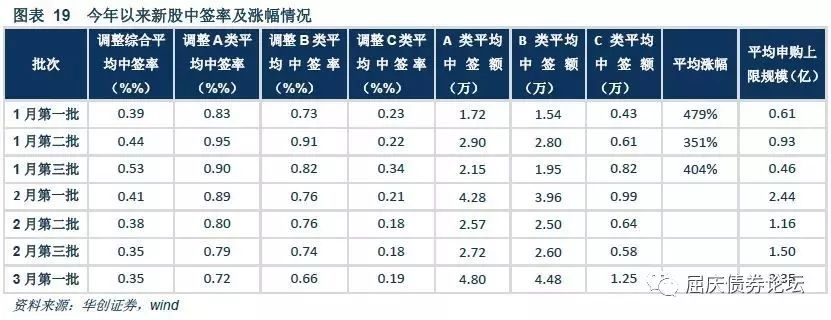 图表 19 今年以来新股中签率及涨幅情况
批次 调整综合平均中签率（%%） 调整A类平均中签率（%%） 调整B类平均中签率（%%） 调整C类平均中签率（%%） A 类平均中签额（万） B 类平均中签额（万） C 类平均中签额（万） 平均涨幅 平均申购上限规模（亿）
1月第一批 0.39 0.83 0.73 0.23 1.72 1.54 0.43 479% 0.61
1月第二批 0.44 0.95 0.91 0.22 2.90 2.80 0.61 351% 0.93
1月第三批 0.53 0.90 0.82 0.34 2.15 1.95 0.82 404% 0.46
2月第一批 0.41 0.89 0.76 0.21 4.28 3.96 0.99 2.44
2月第二批 0.38 0.80 0.76 0.18 2.57 2.50 0.64 1.16
2月第三批 0.35 0.79 0.74 0.18 2.72 2.60 0.58 1.50
3月第一批 0.35 0.72 0.66 0.19 4.80 4.48 1.25
屈庆债券论坛
资料来源：华创证券，wind